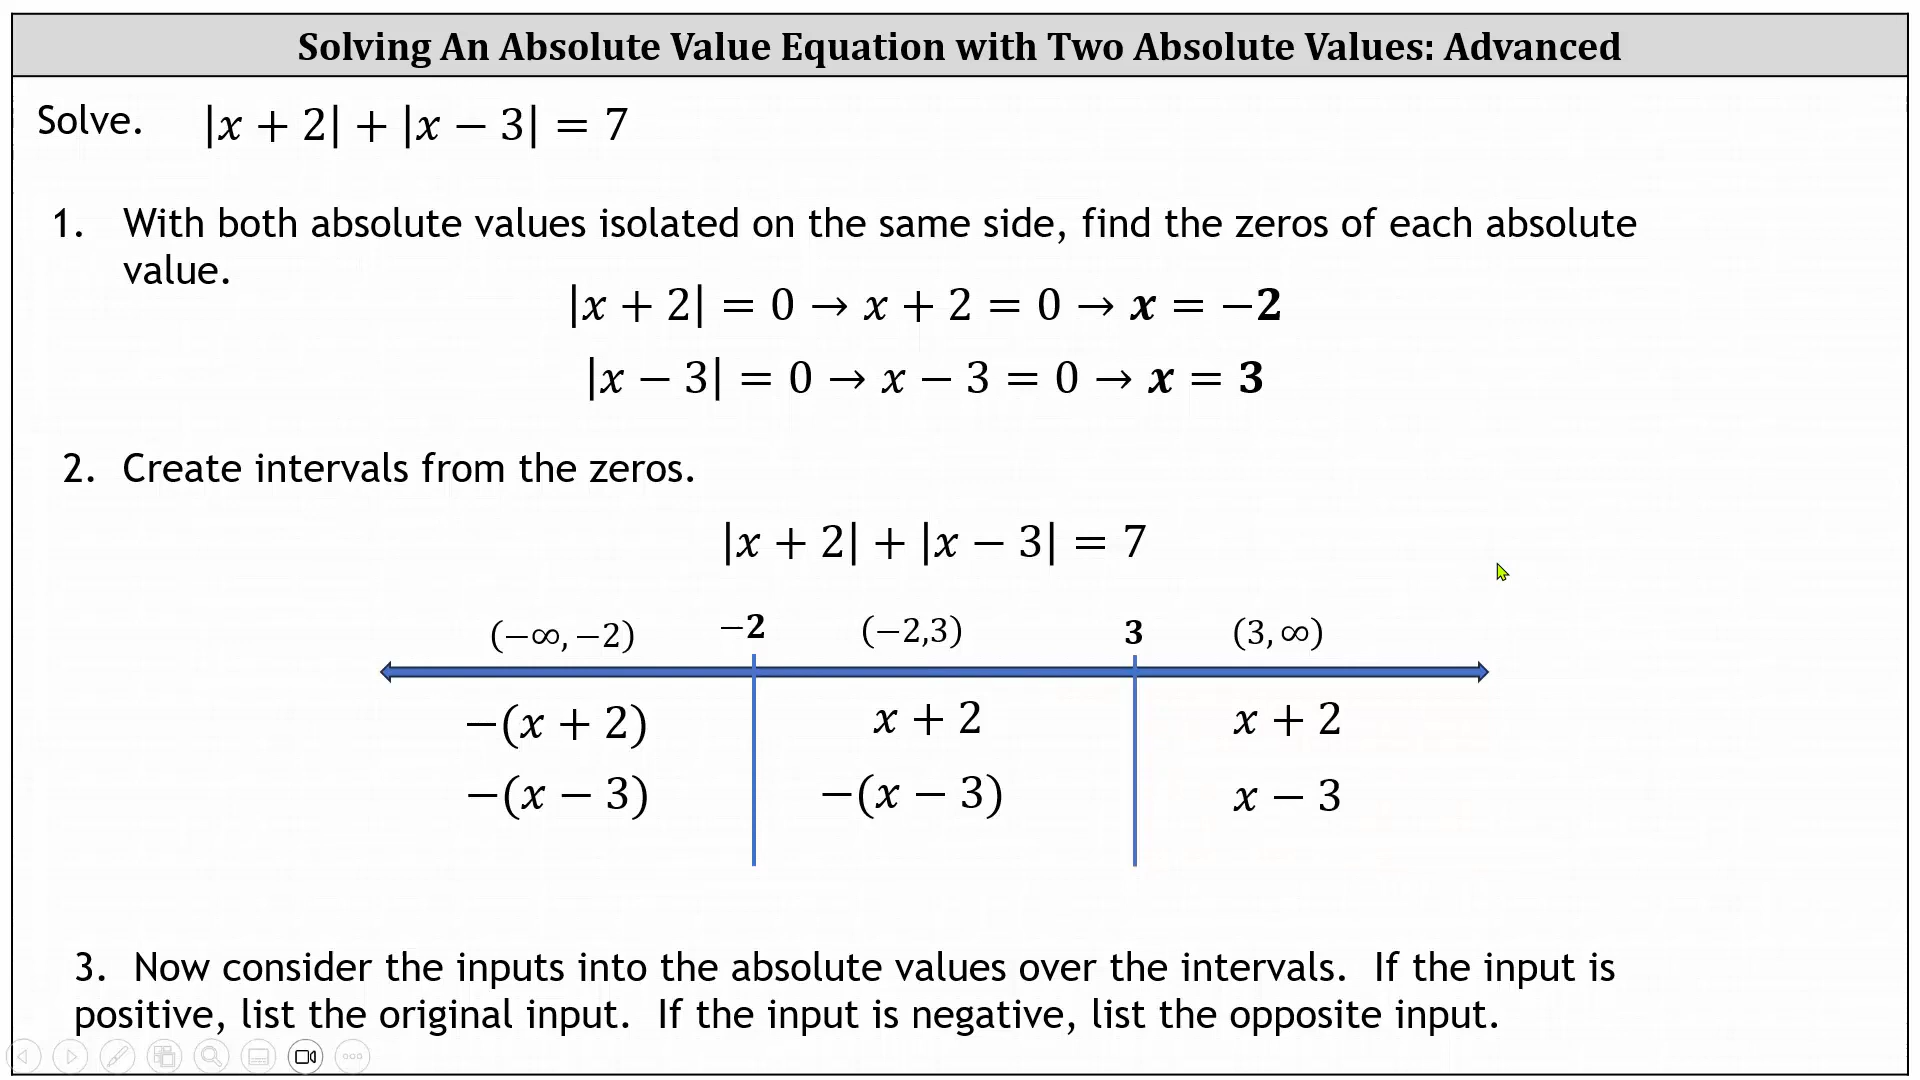 Solving An Absolute Value Equation with Two Absolute Values: Advanced
Solve. |x + 2| + |x − 3| = 7
1. With both absolute values isolated on the same side, find the zeros of each absolute
value.
|x + 2| = 0 → x + 2 = 0 → x = −2
|x − 3| = 0 → x − 3 = 0 → x = 3
2. Create intervals from the zeros.
|x + 2| + |x − 3| = 7
(−∞, −2) −2 (−2,3) 3 (3, ∞)
−(x + 2) x + 2 x + 2
−(x − 3) −(x − 3) x − 3
3. Now consider the inputs into the absolute values over the intervals. If the input is
positive, list the original input. If the input is negative, list the opposite input.